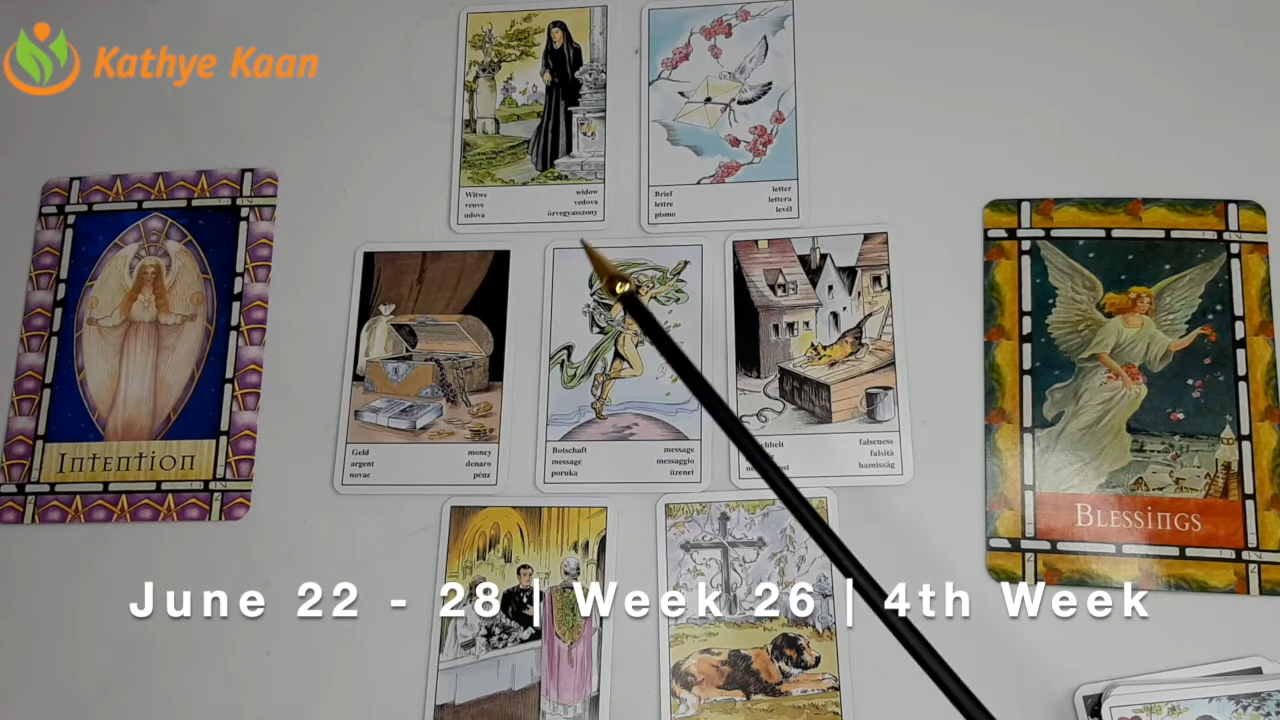 Kathye Kaan
Witwe widow
veuve vedova
udova özvegyasszony
Brief letter
lettre lettera
pismo levél
INTENTION
Geld money
argent denaro
novac pénz
Botschaft message
message messaggio
poruka üzenet
falseness
falsità
hamisság
BLESSINGS
June 22 - 28 | Week 26 | 4th Week